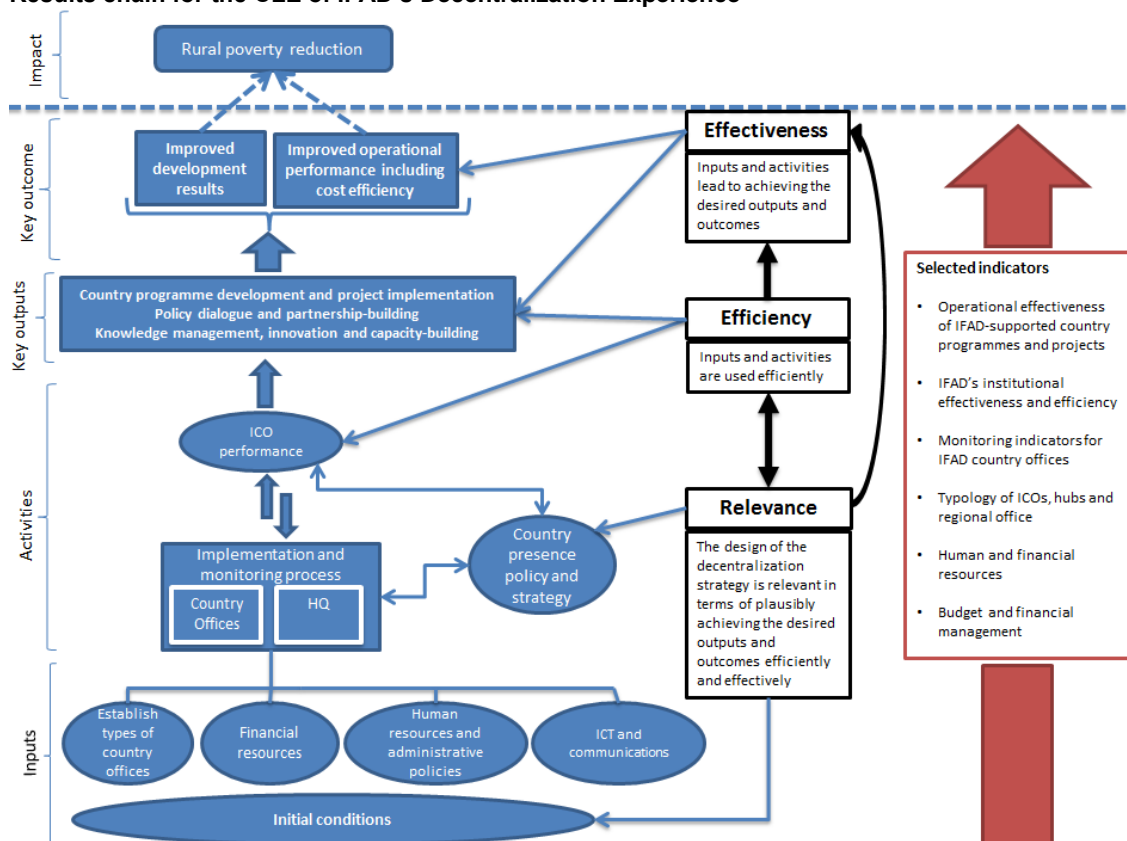 Results chain for the CLE of IFAD's Decentralization Experience
Impact
Rural poverty reduction
Key outcome
Improved
development
results
Improved operational
performance including
cost efficiency
Effectiveness
Inputs and activities
lead to achieving the
desired outputs and
outcomes
Key outputs
Country programme development and project implementation
Policy dialogue and partnership-building
Knowledge management, innovation and capacity-building
Efficiency
Inputs and activities
are used efficiently
Activities
ICO
performance
Implementation and
monitoring process
Country
Offices
HQ
Country
presence
policy and
strategy
Relevance
The design of the
decentralization
strategy is relevant in
terms of plausibly
achieving the desired
outputs and
outcomes efficiently
and effectively
Inputs
Establish
types of
country
offices
Financial
resources
Human
resources and
administrative
policies
ICT and
communications
Initial conditions
Selected indicators
• Operational effectiveness
of IFAD-supported country
programmes and projects
• IFAD's institutional
effectiveness and efficiency
• Monitoring indicators for
IFAD country offices
• Typology of ICOs, hubs and
regional office
• Human and financial
resources
• Budget and financial
management